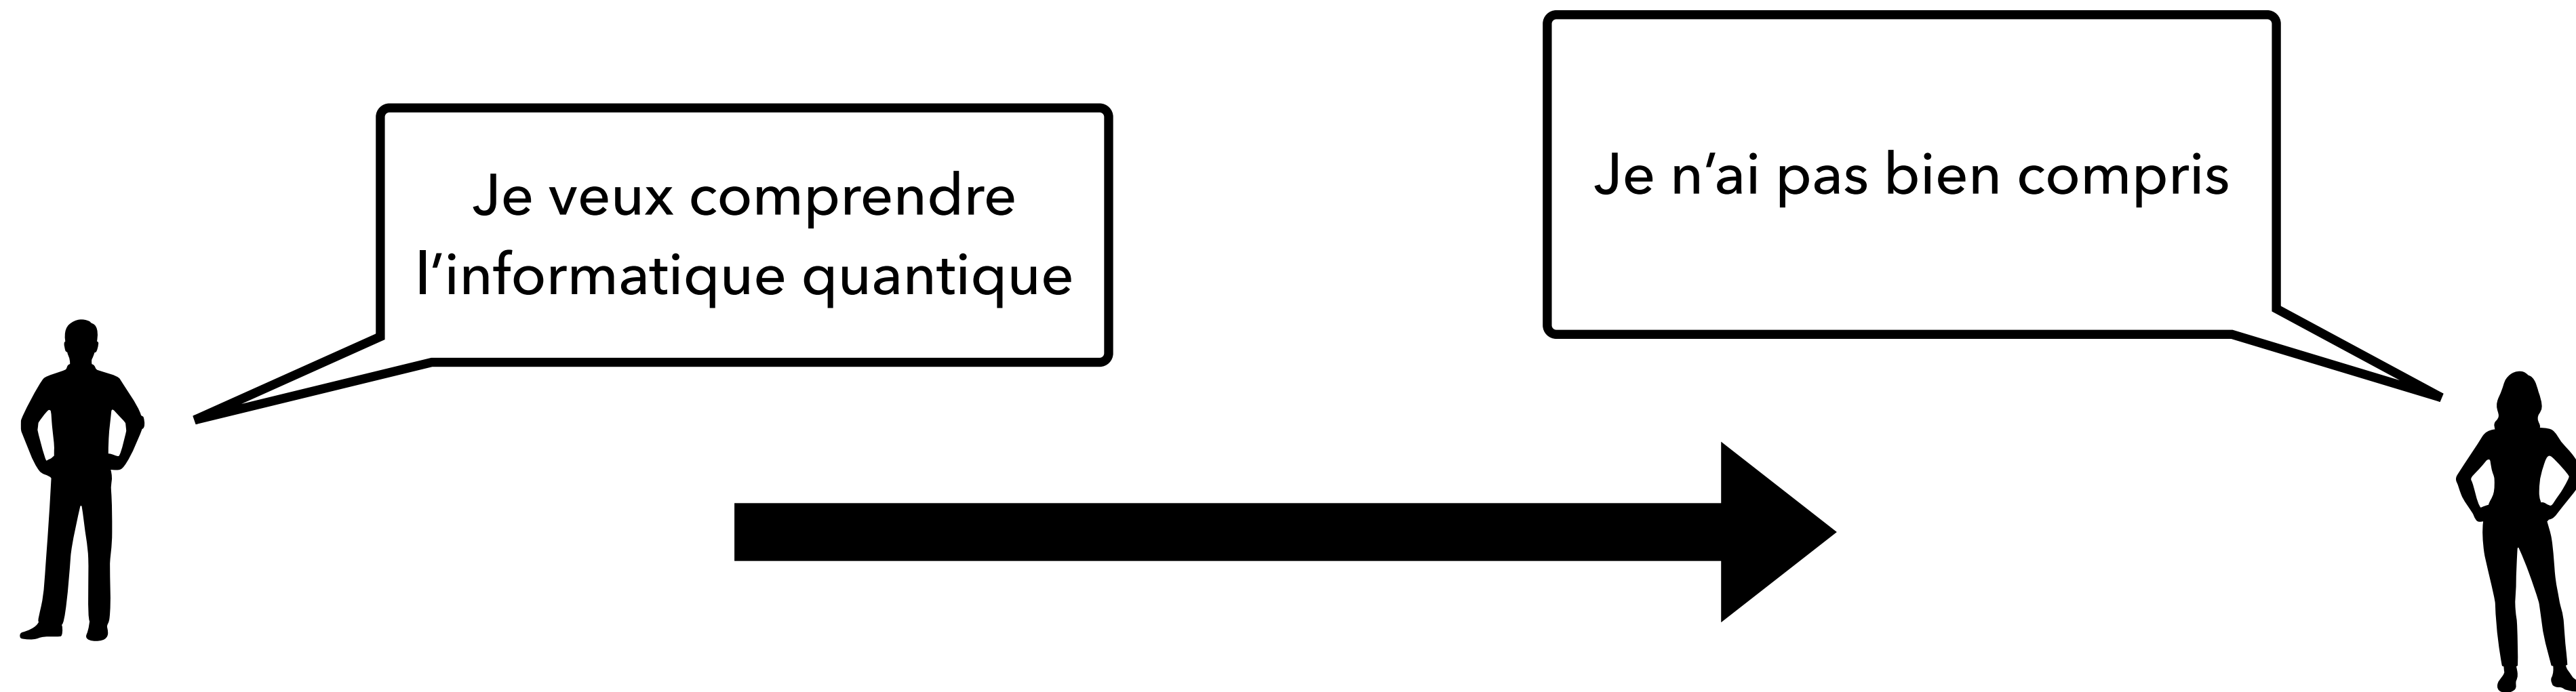 Je veux comprendre
l’informatique quantique
Je n’ai pas bien compris